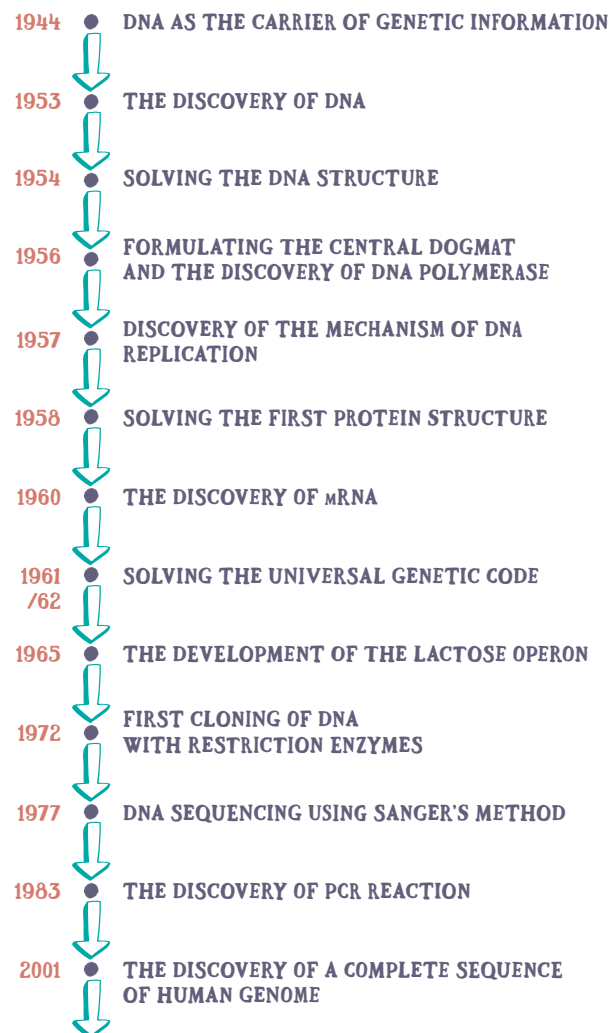 1944 DNA AS THE CARRIER OF GENETIC INFORMATION
1953 THE DISCOVERY OF DNA
1954 SOLVING THE DNA STRUCTURE
1956 FORMULATING THE CENTRAL DOGMAT
AND THE DISCOVERY OF DNA POLYMERASE
1957 DISCOVERY OF THE MECHANISM OF DNA
REPLICATION
1958 SOLVING THE FIRST PROTEIN STRUCTURE
1960 THE DISCOVERY OF mRNA
1961
/62 SOLVING THE UNIVERSAL GENETIC CODE
1965 THE DEVELOPMENT OF THE LACTOSE OPERON
1972 FIRST CLONING OF DNA
WITH RESTRICTION ENZYMES
1977 DNA SEQUENCING USING SANGER'S METHOD
1983 THE DISCOVERY OF PCR REACTION
2001 THE DISCOVERY OF A COMPLETE SEQUENCE
OF HUMAN GENOME